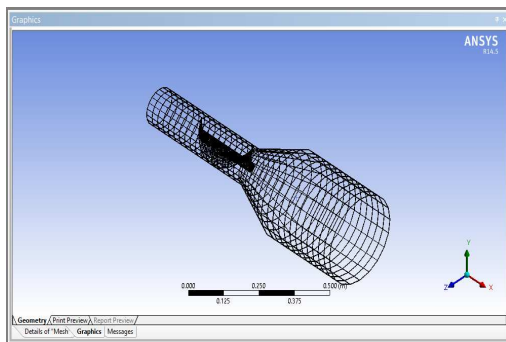 Graphics
ANSYS
R14.5
Y
Z
X
0.000 0.250 0.500 (m)
0.125 0.375
Geometry Print Preview Report Preview
Details of "Mesh" Graphics Messages